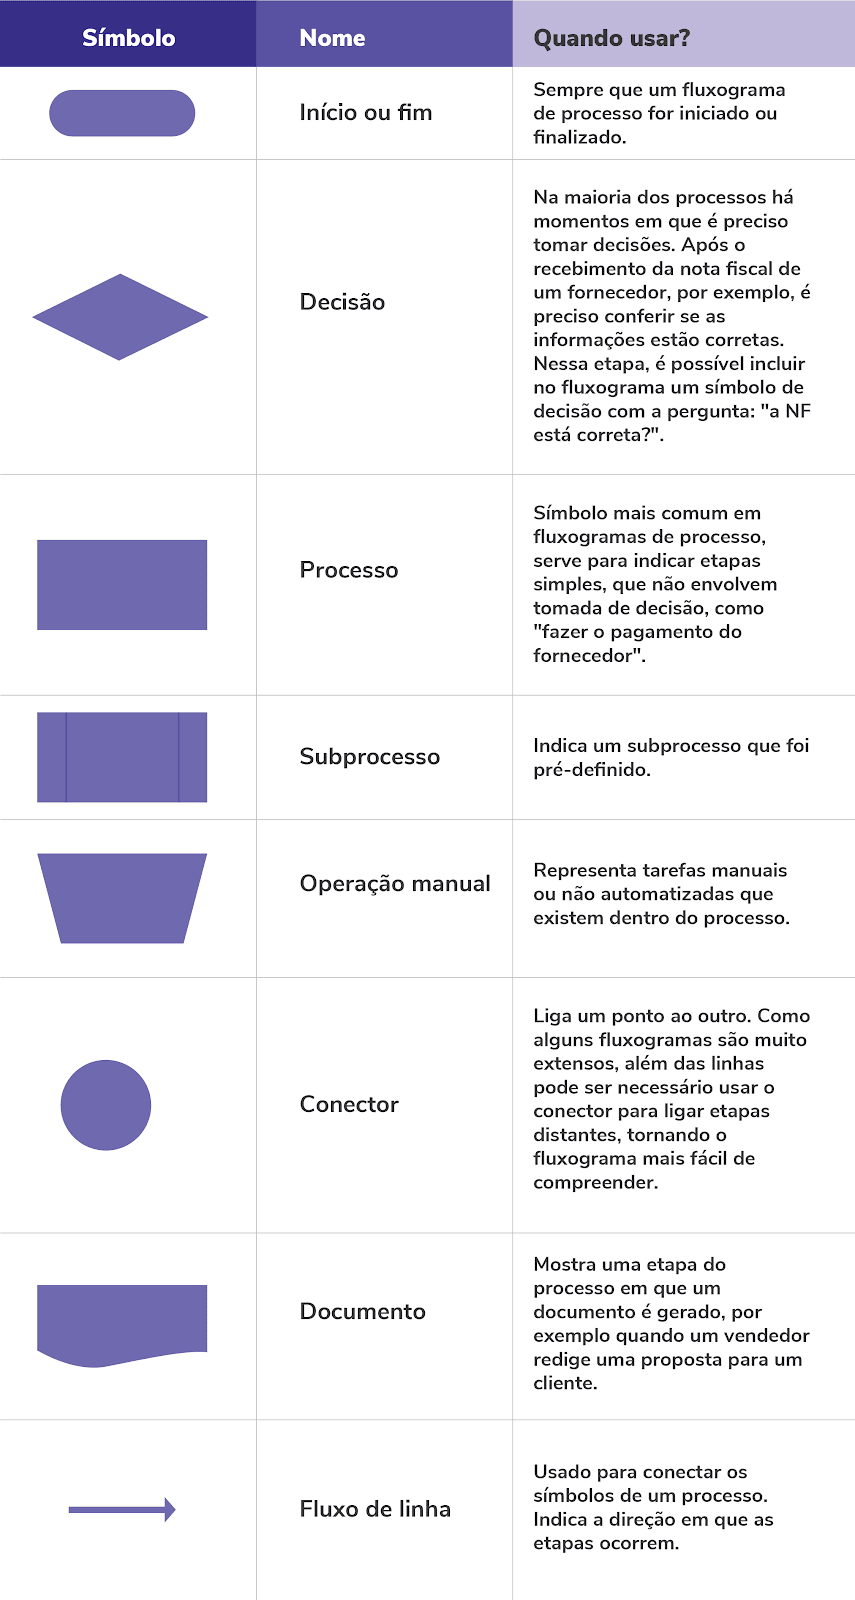 Símbolo
Nome
Quando usar?
Início ou fim
Sempre que um fluxograma
de processo for iniciado ou
finalizado.
Decisão
Na maioria dos processos há
momentos em que é preciso
tomar decisões. Após o
recebimento da nota fiscal de
um fornecedor, por exemplo, é
preciso conferir se as
informações estão corretas.
Nessa etapa, é possível incluir
no fluxograma um símbolo de
decisão com a pergunta: "a NF
está correta?".
Processo
Símbolo mais comum em
fluxogramas de processo,
serve para indicar etapas
simples, que não envolvem
tomada de decisão, como
"fazer o pagamento do
fornecedor".
Subprocesso
Indica um subprocesso que foi
pré-definido.
Operação manual
Representa tarefas manuais
ou não automatizadas que
existem dentro do processo.
Conector
Liga um ponto ao outro. Como
alguns fluxogramas são muito
extensos, além das linhas
pode ser necessário usar o
conector para ligar etapas
distantes, tornando o
fluxograma mais fácil de
compreender.
Documento
Mostra uma etapa do
processo em que um
documento é gerado, por
exemplo quando um vendedor
redige uma proposta para um
cliente.
Fluxo de linha
Usado para conectar os
símbolos de um processo.
Indica a direção em que as
etapas ocorrem.